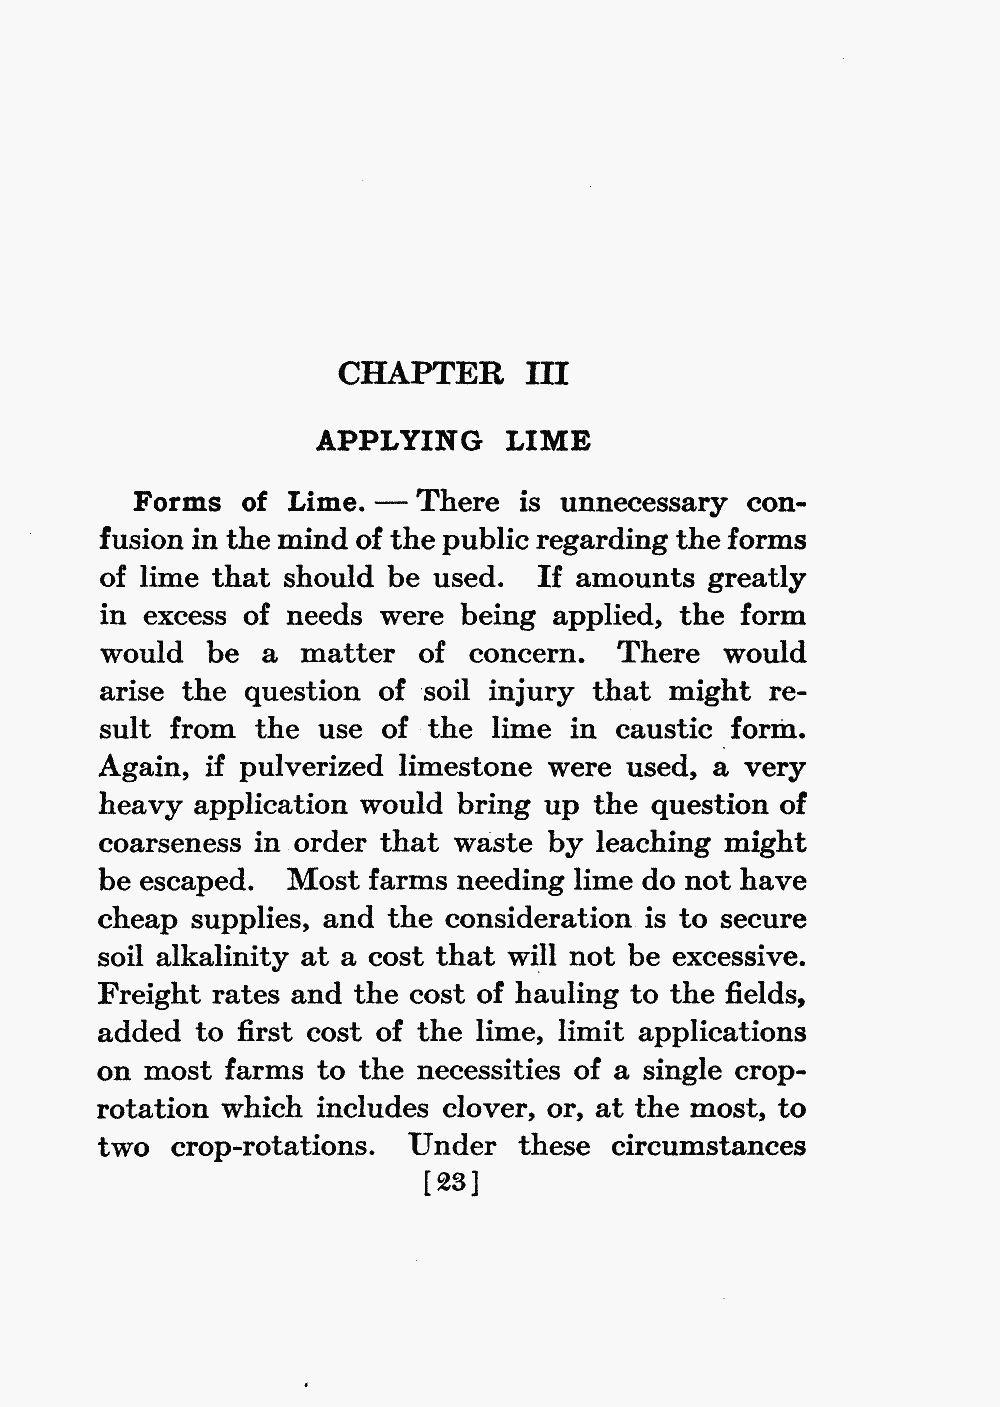 CHAPTER III
APPLYING LIME
Forms of Lime. — There is unnecessary con-
fusion in the mind of the public regarding the forms
of lime that should be used. If amounts greatly
in excess of needs were being applied, the form
would be a matter of concern. There would
arise the question of soil injury that might re-
sult from the use of the lime in caustic form.
Again, if pulverized limestone were used, a very
heavy application would bring up the question of
coarseness in order that waste by leaching might
be escaped. Most farms needing lime do not have
cheap supplies, and the consideration is to secure
soil alkalinity at a cost that will not be excessive.
Freight rates and the cost of hauling to the fields,
added to first cost of the lime, limit applications
on most farms to the necessities of a single crop-
rotation which includes clover, or, at the most, to
two crop-rotations. Under these circumstances
[23]